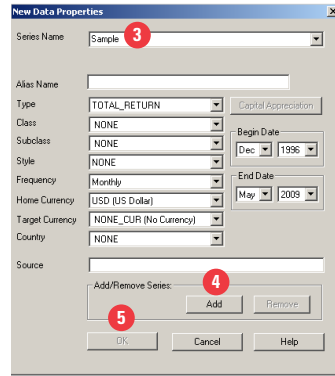 New Data Properties
Series Name Sample 3
Alias Name
Type TOTAL_RETURN Capital Appreciation
Class NONE
Subclass NONE
Begin Date
Dec 1996
Style NONE
Frequency Monthly
End Date
May 2009
Home Currency USD (US Dollar)
Target Currency NONE_CUR (No Currency)
Country NONE
Source
Add/Remove Series: 4
Add Remove
5
OK Cancel Help